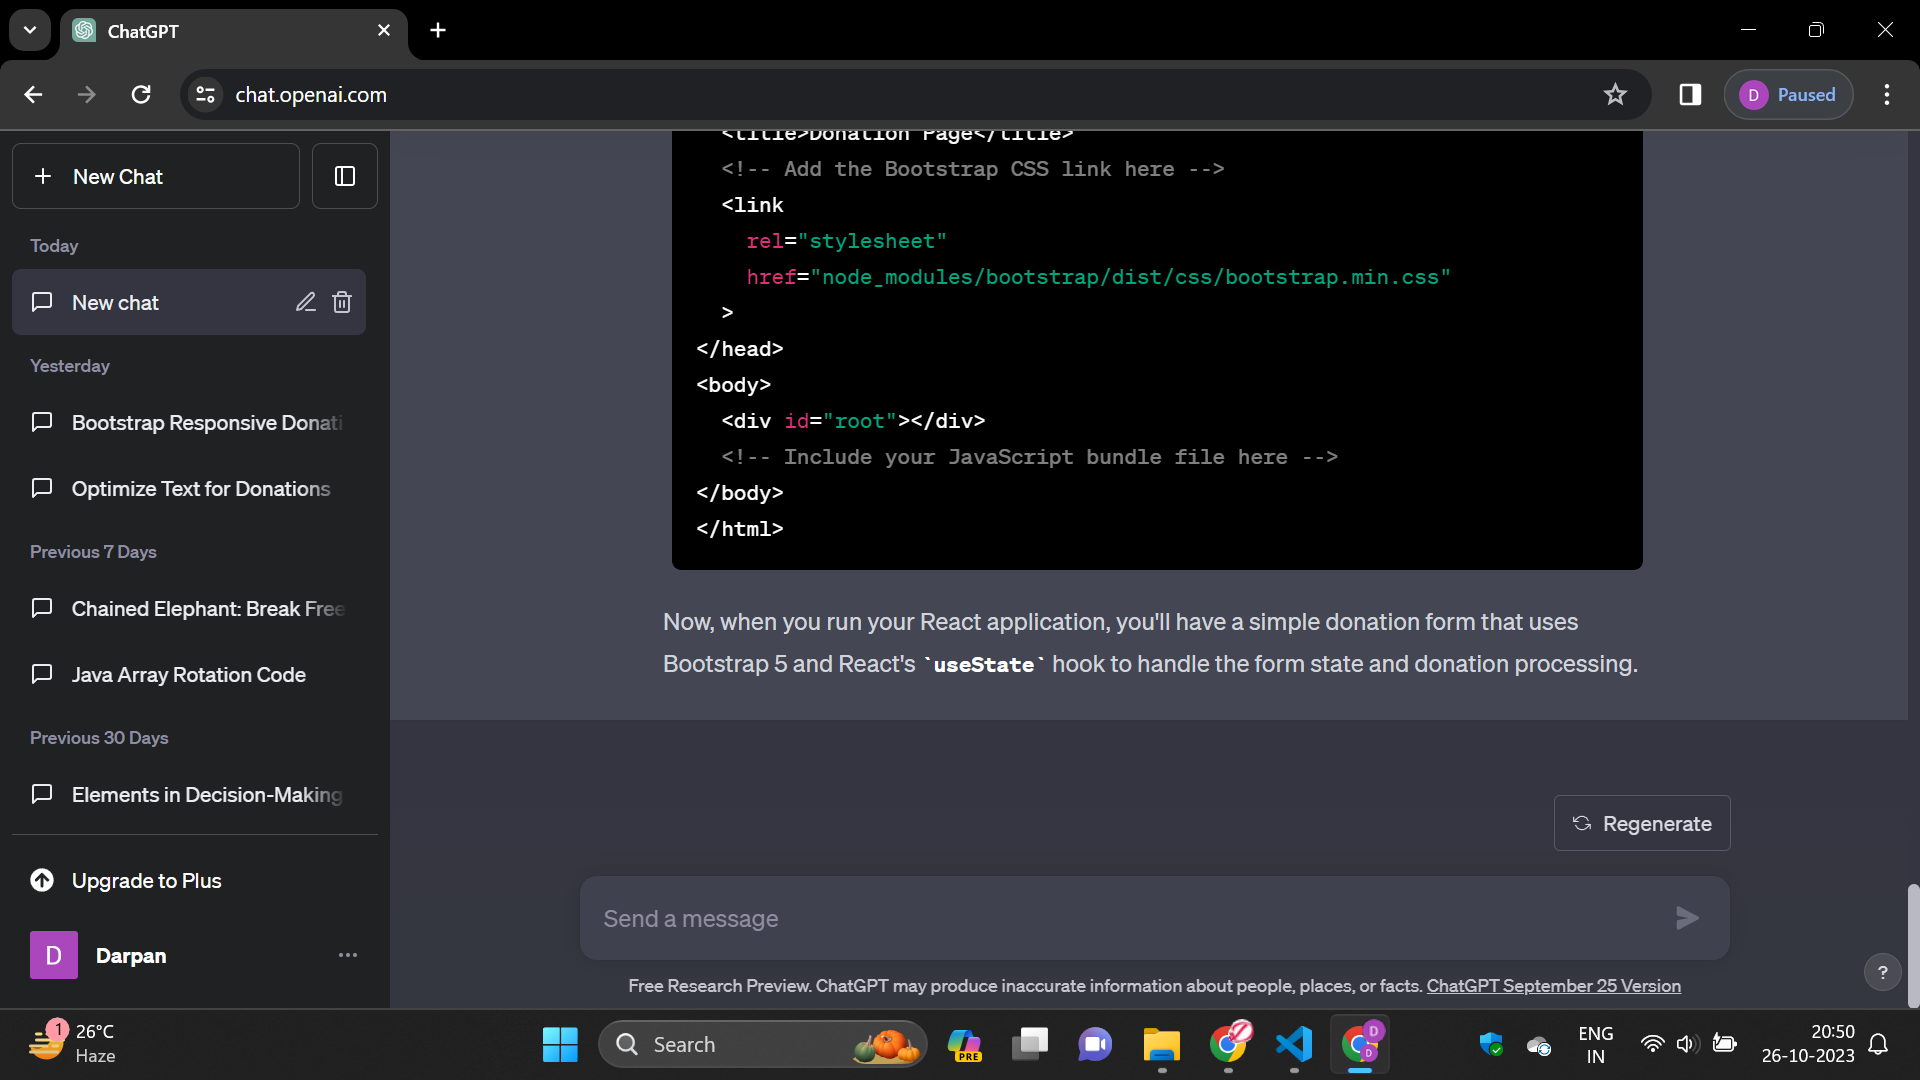 ChatGPT
chat.openai.com
D Paused
New Chat
Today
New chat
Yesterday
Bootstrap Responsive Donati
Optimize Text for Donations
Previous 7 Days
Chained Elephant: Break Free
Java Array Rotation Code
Previous 30 Days
Elements in Decision-Making
Upgrade to Plus
D Darpan
<title>Donation Page</title>
<!-- Add the Bootstrap CSS link here -->
<link
rel="stylesheet"
href="node_modules/bootstrap/dist/css/bootstrap.min.css"
>
</head>
<body>
<div id="root"></div>
<!-- Include your JavaScript bundle file here -->
</body>
</html>
Now, when you run your React application, you'll have a simple donation form that uses
Bootstrap 5 and React's `useState` hook to handle the form state and donation processing.
Regenerate
Send a message
Free Research Preview. ChatGPT may produce inaccurate information about people, places, or facts. ChatGPT September 25 Version
?
1
26°C
Haze
Search
PRE
D
D
ENG
IN
20:50
26-10-2023